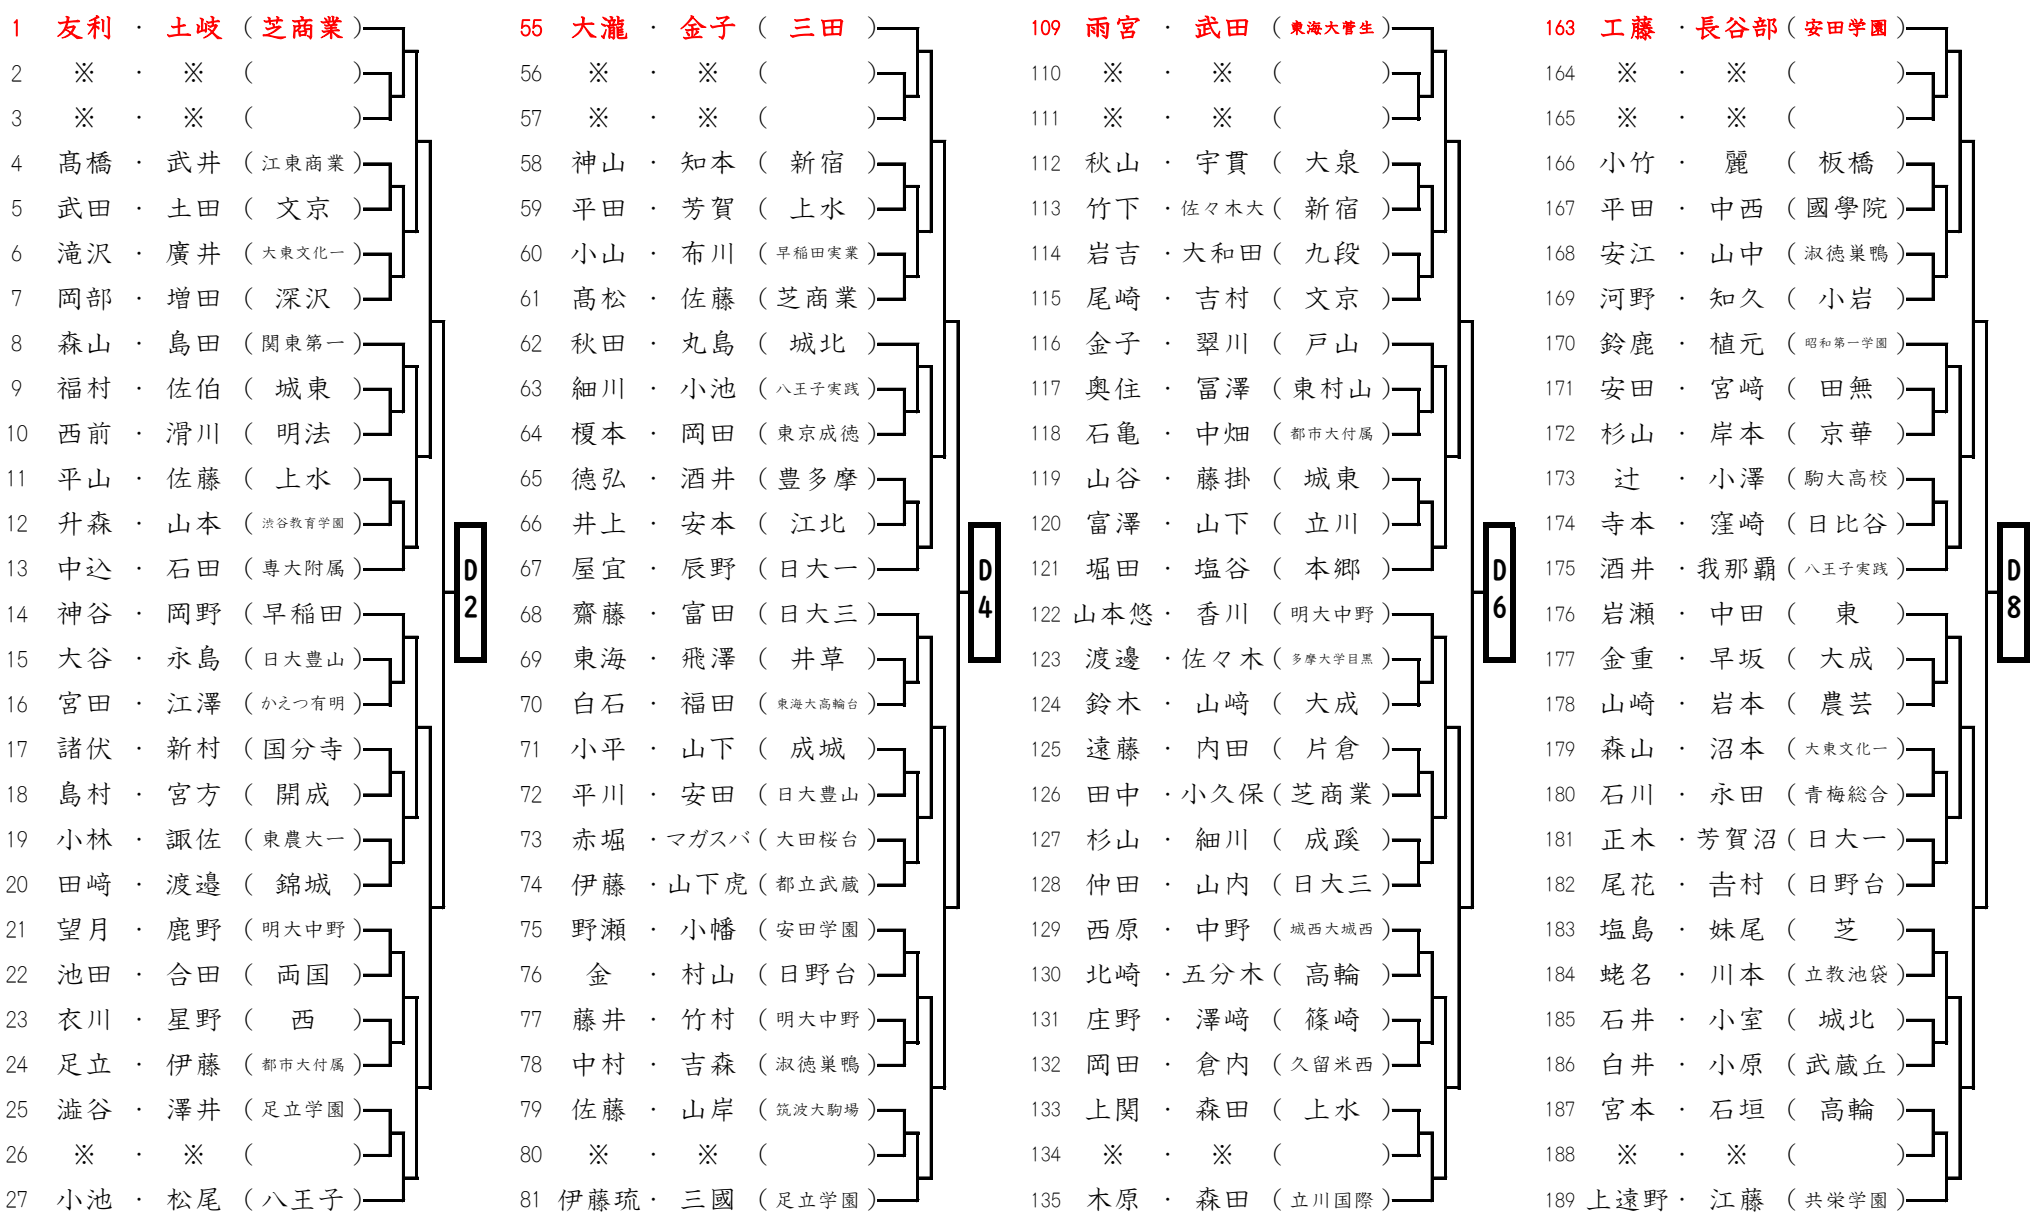 1 友利 ・ 土岐 ( 芝商業 )
2 ※ ・ ※ ( )
3 ※ ・ ※ ( )
4 髙橋 ・ 武井 ( 江東商業 )
5 武田 ・ 土田 ( 文京 )
6 滝沢 ・ 廣井 ( 大東文化一 )
7 岡部 ・ 増田 ( 深沢 )
8 森山 ・ 島田 ( 関東第一 )
9 福村 ・ 佐伯 ( 城東 )
10 西前 ・ 滑川 ( 明法 )
11 平山 ・ 佐藤 ( 上水 )
12 升森 ・ 山本 ( 渋谷教育学園 )
13 中込 ・ 石田 ( 専大附属 )
14 神谷 ・ 岡野 ( 早稲田 )
15 大谷 ・ 永島 ( 日大豊山 )
16 宮田 ・ 江澤 ( かえつ有明 )
17 諸伏 ・ 新村 ( 国分寺 )
18 島村 ・ 宮方 ( 開成 )
19 小林 ・ 諏佐 ( 東農大一 )
20 田﨑 ・ 渡邉 ( 錦城 )
21 望月 ・ 鹿野 ( 明大中野 )
22 池田 ・ 合田 ( 両国 )
23 衣川 ・ 星野 ( 西 )
24 足立 ・ 伊藤 ( 都市大付属 )
25 澁谷 ・ 澤井 ( 足立学園 )
26 ※ ・ ※ ( )
27 小池 ・ 松尾 ( 八王子 )
D2
55 大瀧 ・ 金子 ( 三田 )
56 ※ ・ ※ ( )
57 ※ ・ ※ ( )
58 神山 ・ 知本 ( 新宿 )
59 平田 ・ 芳賀 ( 上水 )
60 小山 ・ 布川 ( 早稲田実業 )
61 髙松 ・ 佐藤 ( 芝商業 )
62 秋田 ・ 丸島 ( 城北 )
63 細川 ・ 小池 ( 八王子実践 )
64 榎本 ・ 岡田 ( 東京成徳 )
65 德弘 ・ 酒井 ( 豊多摩 )
66 井上 ・ 安本 ( 江北 )
67 屋宜 ・ 辰野 ( 日大一 )
68 齋藤 ・ 富田 ( 日大三 )
69 東海 ・ 飛澤 ( 井草 )
70 白石 ・ 福田 ( 東海大高輪台 )
71 小平 ・ 山下 ( 成城 )
72 平川 ・ 安田 ( 日大豊山 )
73 赤堀 ・ マガスバ ( 大田桜台 )
74 伊藤 ・ 山下虎 ( 都立武蔵 )
75 野瀬 ・ 小幡 ( 安田学園 )
76 金 ・ 村山 ( 日野台 )
77 藤井 ・ 竹村 ( 明大中野 )
78 中村 ・ 吉森 ( 淑徳巣鴨 )
79 佐藤 ・ 山岸 ( 筑波大駒場 )
80 ※ ・ ※ ( )
81 伊藤琉 ・ 三國 ( 足立学園 )
D4
109 雨宮 ・ 武田 ( 東海大菅生 )
110 ※ ・ ※ ( )
111 ※ ・ ※ ( )
112 秋山 ・ 宇貫 ( 大泉 )
113 竹下 ・ 佐々木大 ( 新宿 )
114 岩吉 ・ 大和田 ( 九段 )
115 尾崎 ・ 吉村 ( 文京 )
116 金子 ・ 翠川 ( 戸山 )
117 奥住 ・ 冨澤 ( 東村山 )
118 石亀 ・ 中畑 ( 都市大付属 )
119 山谷 ・ 藤掛 ( 城東 )
120 富澤 ・ 山下 ( 立川 )
121 堀田 ・ 塩谷 ( 本郷 )
122 山本悠 ・ 香川 ( 明大中野 )
123 渡邊 ・ 佐々木 ( 多摩大学目黒 )
124 鈴木 ・ 山﨑 ( 大成 )
125 遠藤 ・ 内田 ( 片倉 )
126 田中 ・ 小久保 ( 芝商業 )
127 杉山 ・ 細川 ( 成蹊 )
128 仲田 ・ 山内 ( 日大三 )
129 西原 ・ 中野 ( 城西大城西 )
130 北崎 ・ 五分木 ( 高輪 )
131 庄野 ・ 澤﨑 ( 篠崎 )
132 岡田 ・ 倉内 ( 久留米西 )
133 上関 ・ 森田 ( 上水 )
134 ※ ・ ※ ( )
135 木原 ・ 森田 ( 立川国際 )
D6
163 工藤 ・ 長谷部 ( 安田学園 )
164 ※ ・ ※ ( )
165 ※ ・ ※ ( )
166 小竹 ・ 麗 ( 板橋 )
167 平田 ・ 中西 ( 國學院 )
168 安江 ・ 山中 ( 淑徳巣鴨 )
169 河野 ・ 知久 ( 小岩 )
170 鈴鹿 ・ 植元 ( 昭和第一学園 )
171 安田 ・ 宮﨑 ( 田無 )
172 杉山 ・ 岸本 ( 京華 )
173 辻 ・ 小澤 ( 駒大高校 )
174 寺本 ・ 窪崎 ( 日比谷 )
175 酒井 ・ 我那覇 ( 八王子実践 )
176 岩瀬 ・ 中田 ( 東 )
177 金重 ・ 早坂 ( 大成 )
178 山崎 ・ 岩本 ( 農芸 )
179 森山 ・ 沼本 ( 大東文化一 )
180 石川 ・ 永田 ( 青梅総合 )
181 正木 ・ 芳賀沼 ( 日大一 )
182 尾花 ・ 𠮷村 ( 日野台 )
183 塩島 ・ 妹尾 ( 芝 )
184 蛯名 ・ 川本 ( 立教池袋 )
185 石井 ・ 小室 ( 城北 )
186 白井 ・ 小原 ( 武蔵丘 )
187 宮本 ・ 石垣 ( 高輪 )
188 ※ ・ ※ ( )
189 上遠野 ・ 江藤 ( 共栄学園 )
D8